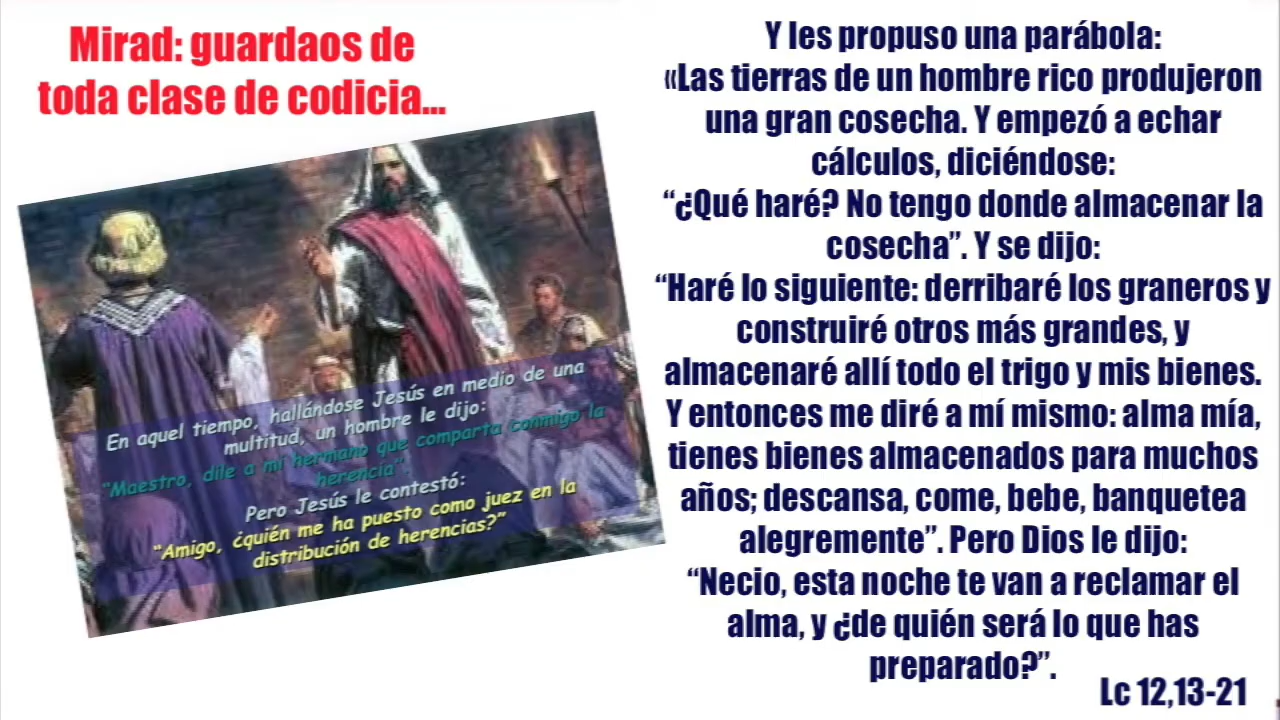 Mirad: guardaos de
toda clase de codicia...
En aquel tiempo, hallándose Jesús en medio de una
multitud, un hombre le dijo:
“Maestro, dile a mi hermano que comparta conmigo la
herencia”.
Pero Jesús le contestó:
“Amigo, ¿quién me ha puesto como juez en la
distribución de herencias?”
Y les propuso una parábola:
«Las tierras de un hombre rico produjeron
una gran cosecha. Y empezó a echar
cálculos, diciéndose:
“¿Qué haré? No tengo donde almacenar la
cosecha”. Y se dijo:
“Haré lo siguiente: derribaré los graneros y
construiré otros más grandes, y
almacenaré allí todo el trigo y mis bienes.
Y entonces me diré a mí mismo: alma mía,
tienes bienes almacenados para muchos
años; descansa, come, bebe, banquetea
alegremente”. Pero Dios le dijo:
“Necio, esta noche te van a reclamar el
alma, y ¿de quién será lo que has
preparado?”.
Lc 12,13-21